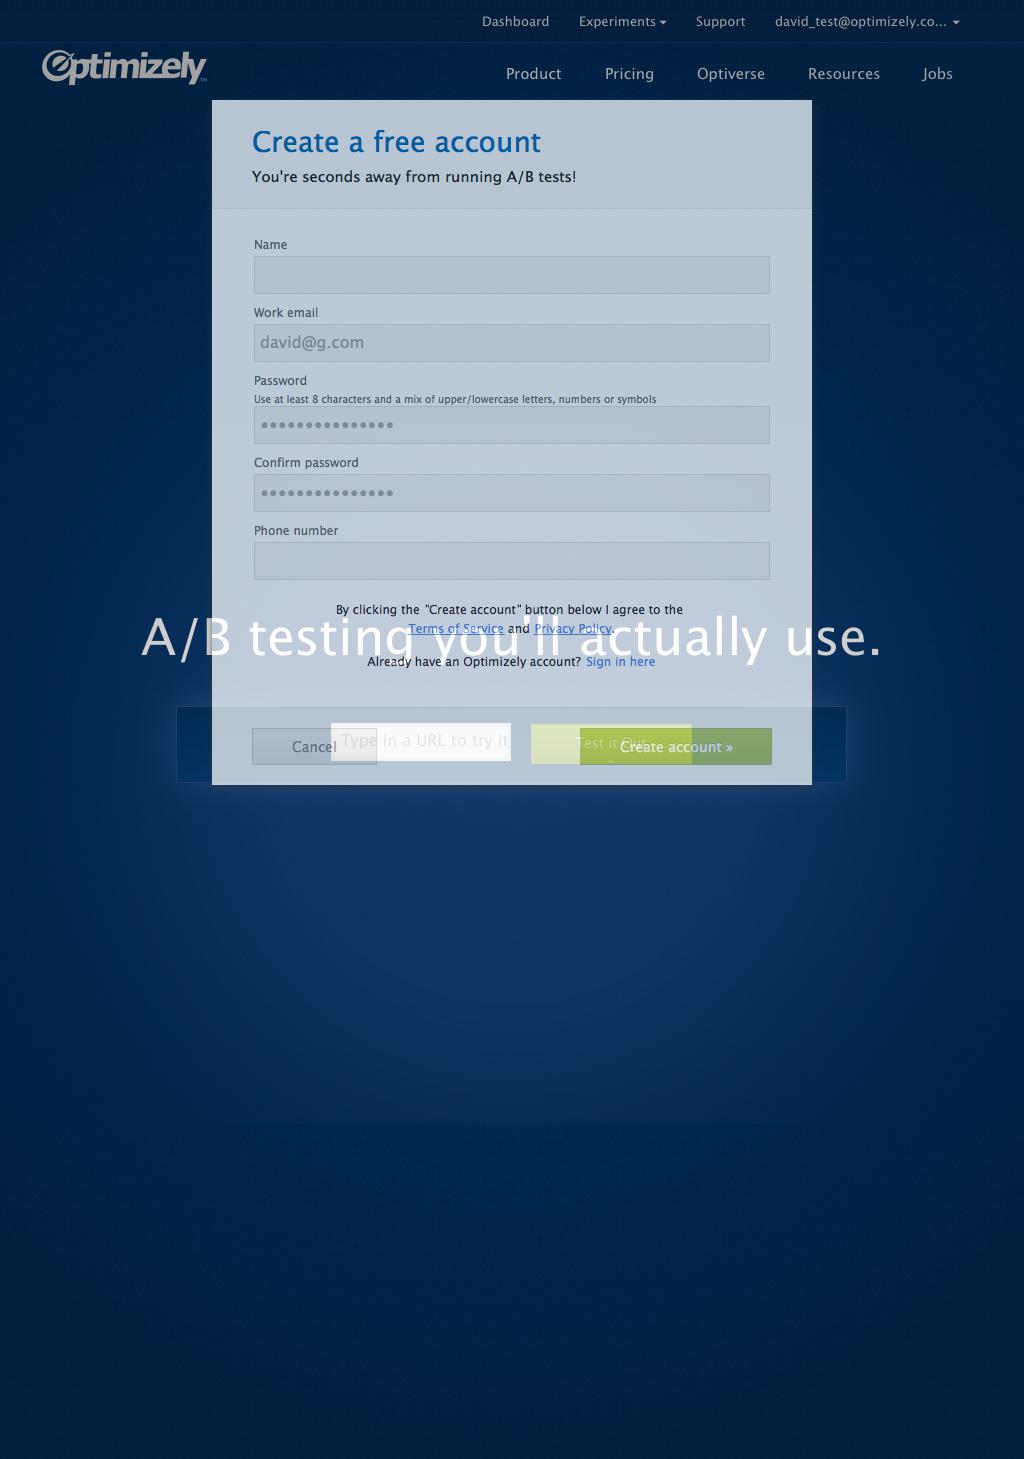 Dashboard Experiments Support david_test@optimizely.co...
Optimizely™
Product Pricing Optiverse Resources Jobs
Create a free account
You're seconds away from running A/B tests!
Name
Work email
david@g.com
Password
Use at least 8 characters and a mix of upper/lowercase letters, numbers or symbols
Confirm password
Phone number
By clicking the "Create account" button below I agree to the
Terms of Service and Privacy Policy.
A/B testing you'll actually use.
Already have an Optimizely account? Sign in here
Cancel Type in a URL to try it Test it Out Create account »